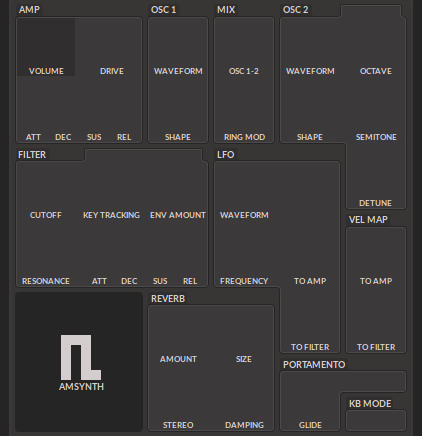 AMP OSC 1 MIX OSC 2
VOLUME DRIVE WAVEFORM OSC 1-2 WAVEFORM OCTAVE
ATT DEC SUS REL SHAPE RING MOD SHAPE SEMITONE
FILTER LFO
DETUNE
CUTOFF KEY TRACKING ENV AMOUNT WAVEFORM
VEL MAP
RESONANCE ATT DEC SUS REL FREQUENCY TO AMP TO AMP
REVERB
TO FILTER TO FILTER
AMOUNT SIZE PORTAMENTO
AMSYNTH
KB MODE
STEREO DAMPING GLIDE